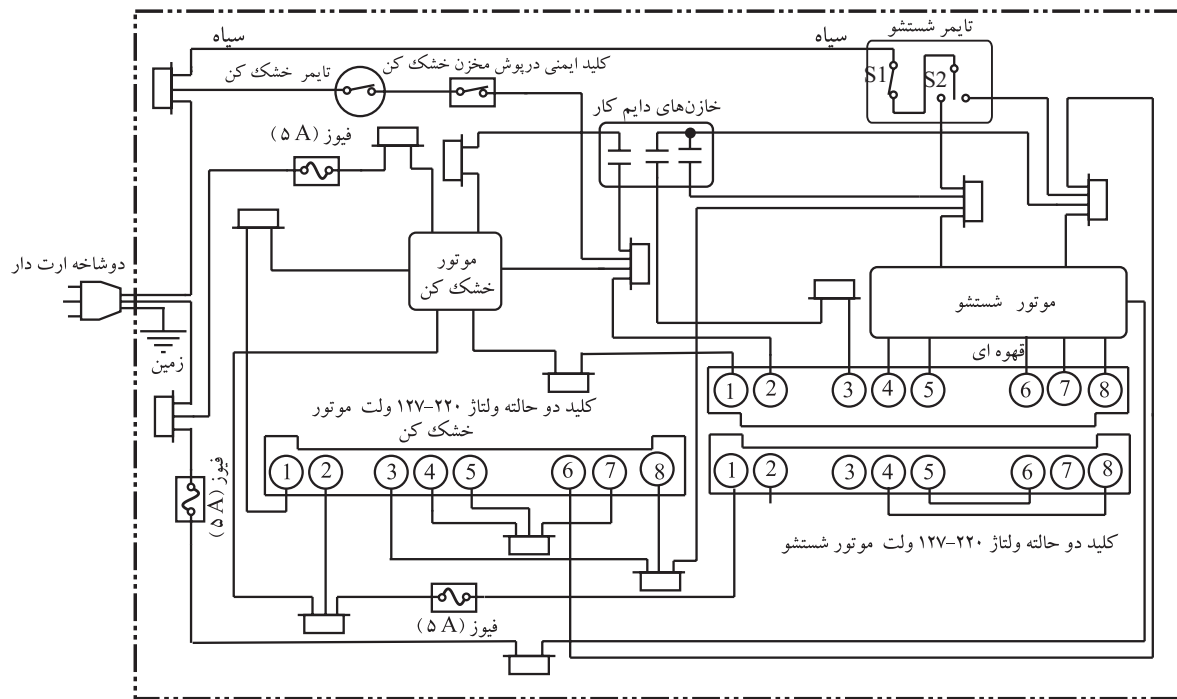 تایمر شستشو
سیاه
سیاه
S1
S2
کلید ایمنی درپوش مخزن خشک کن
تایمر خشک کن
خازن‌های دایم کار
فیوز (۵ A)
موتور
خشک کن
دوشاخه ارت دار
زمین
موتور شستشو
قهوه ای
1 2 3 4 5 6 7 8
کلید دو حالته ولتاژ ۲۲۰-۱۲۷ ولت موتور
خشک کن
1 2 3 4 5 6 7 8
1 2 3 4 5 6 7 8
فیوز (۵ A)
کلید دو حالته ولتاژ ۲۲۰-۱۲۷ ولت موتور شستشو
فیوز (۵ A)